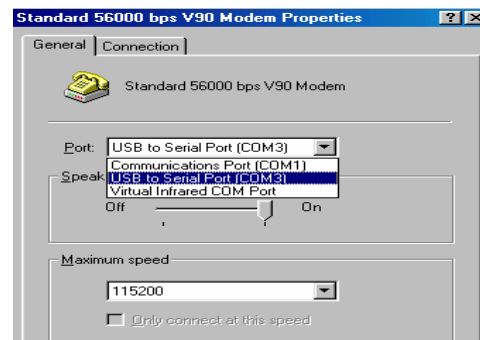 Standard 56000 bps V90 Modem Properties
General Connection
Standard 56000 bps V90 Modem
Port: USB to Serial Port (COM3)
Communications Port (COM1)
USB to Serial Port (COM3)
Virtual Infrared COM Port
Speak
Off On
Maximum speed
115200
Only connect at this speed